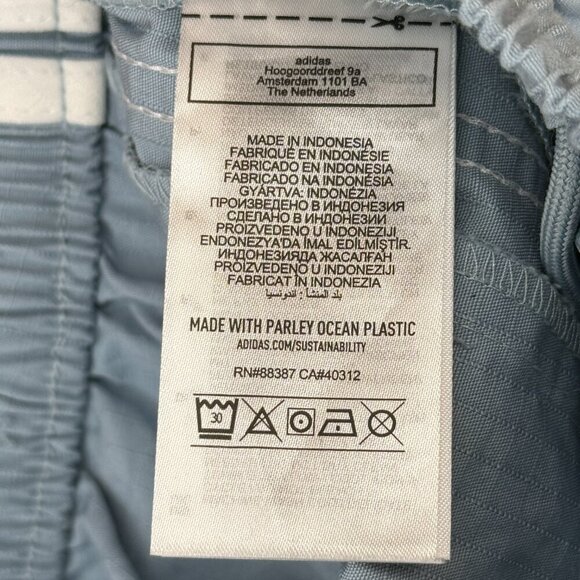 adidas
Hoogoorddreef 9a
Amsterdam 1101 BA
The Netherlands
MADE IN INDONESIA
FABRIQUÉ EN INDONÉSIE
FABRICADO EN INDONESIA
FABRICADO NA INDONÉSIA
GYÁRTVA: INDONÉZIA
ПРОИЗВЕДЕНО В ИНДОНЕЗИЯ
СДЕЛАНО В ИНДОНЕЗИИ
PROIZVEDENO U INDONEZIJI
ENDONEZYA'DA İMAL EDİLMİŞTİR.
ИНДОНЕЗИЯДА ЖАСАЛҒАН
PROIZVEDENO U INDONEZIJI
FABRICAT ÎN INDONEZIA
بلد المنشأ: اندونسيا
MADE WITH PARLEY OCEAN PLASTIC
ADIDAS.COM/SUSTAINABILITY
RN#88387 CA#40312
30